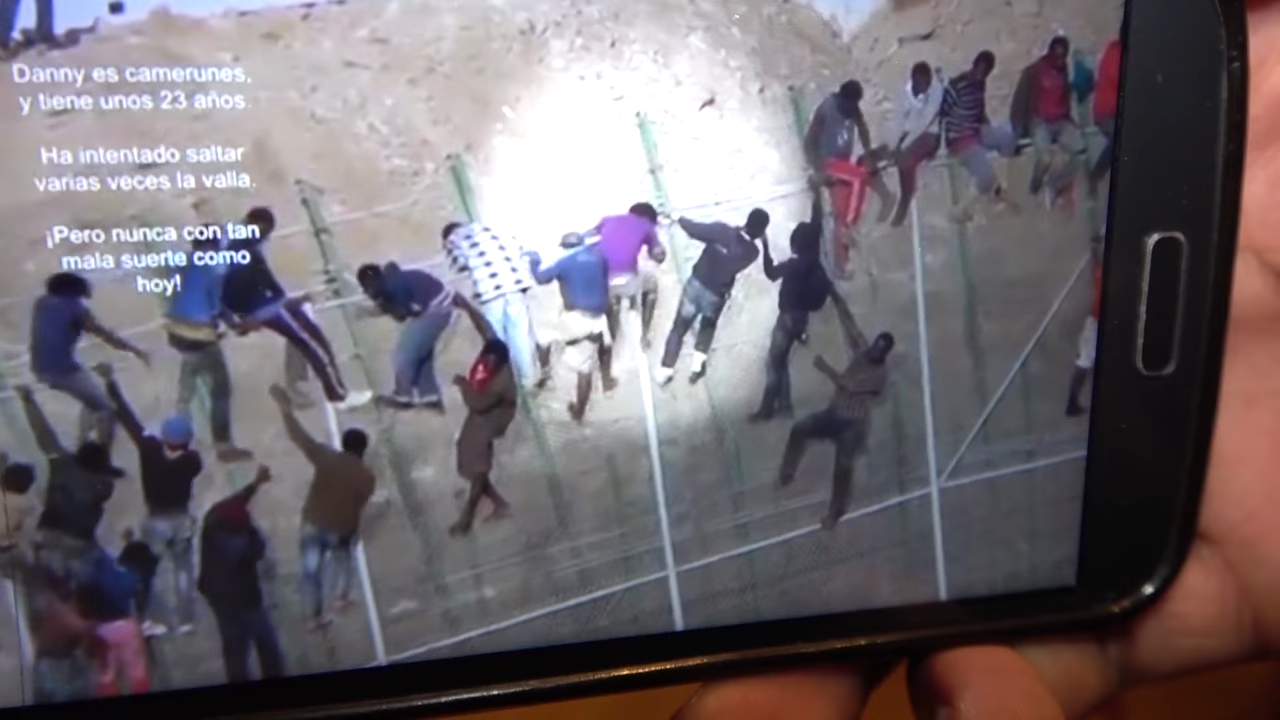 Danny es camerunes,
y tiene unos 23 años.
Ha intentado saltar
varias veces la valla.
¡Pero nunca con tan
mala suerte como
hoy!